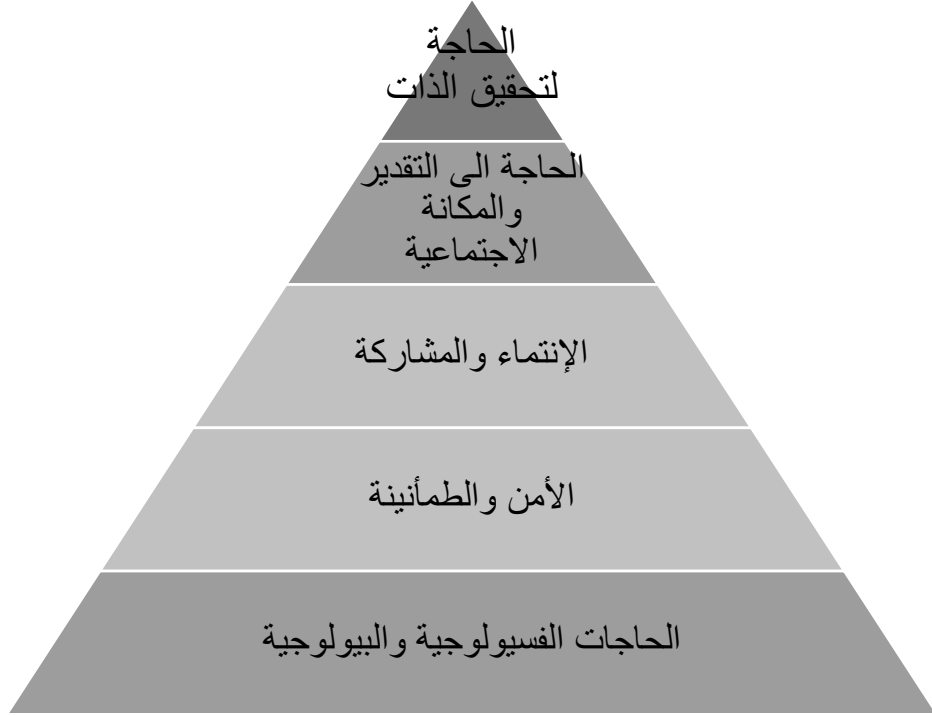 الحاجة
لتحقيق الذات
الحاجة الى التقدير
والمكانة
الاجتماعية
الإنتماء والمشاركة
الأمن والطمأنينة
الحاجات الفسيولوجية والبيولوجية